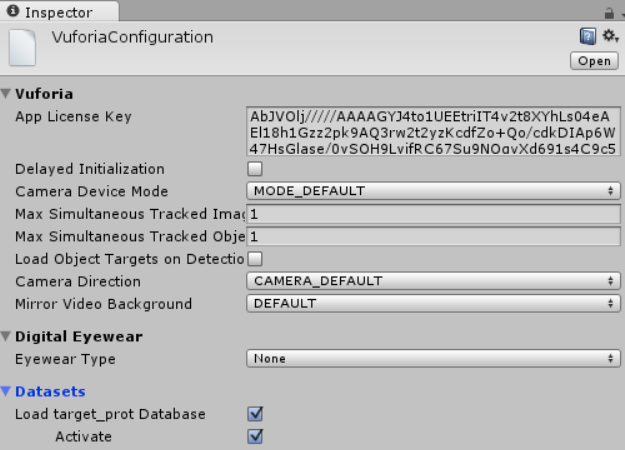 Inspector
VuforiaConfiguration
Open
Vuforia
App License Key
AbJVOlj/////AAAAGYJ4to1UEEtriIT4v2t8XYhLs04eA
El18h1Gzz2pk9AQ3rw2t2yzKcdfZo+Qo/cdkDIAp6W
47HsGlase/0vSOH9LvifRC67Su9NOqvXd691s4C9c5
Delayed Initialization
Camera Device Mode MODE_DEFAULT
Max Simultaneous Tracked Imag 1
Max Simultaneous Tracked Obje 1
Load Object Targets on Detectio
Camera Direction CAMERA_DEFAULT
Mirror Video Background DEFAULT
Digital Eyewear
Eyewear Type None
Datasets
Load target_prot Database
Activate